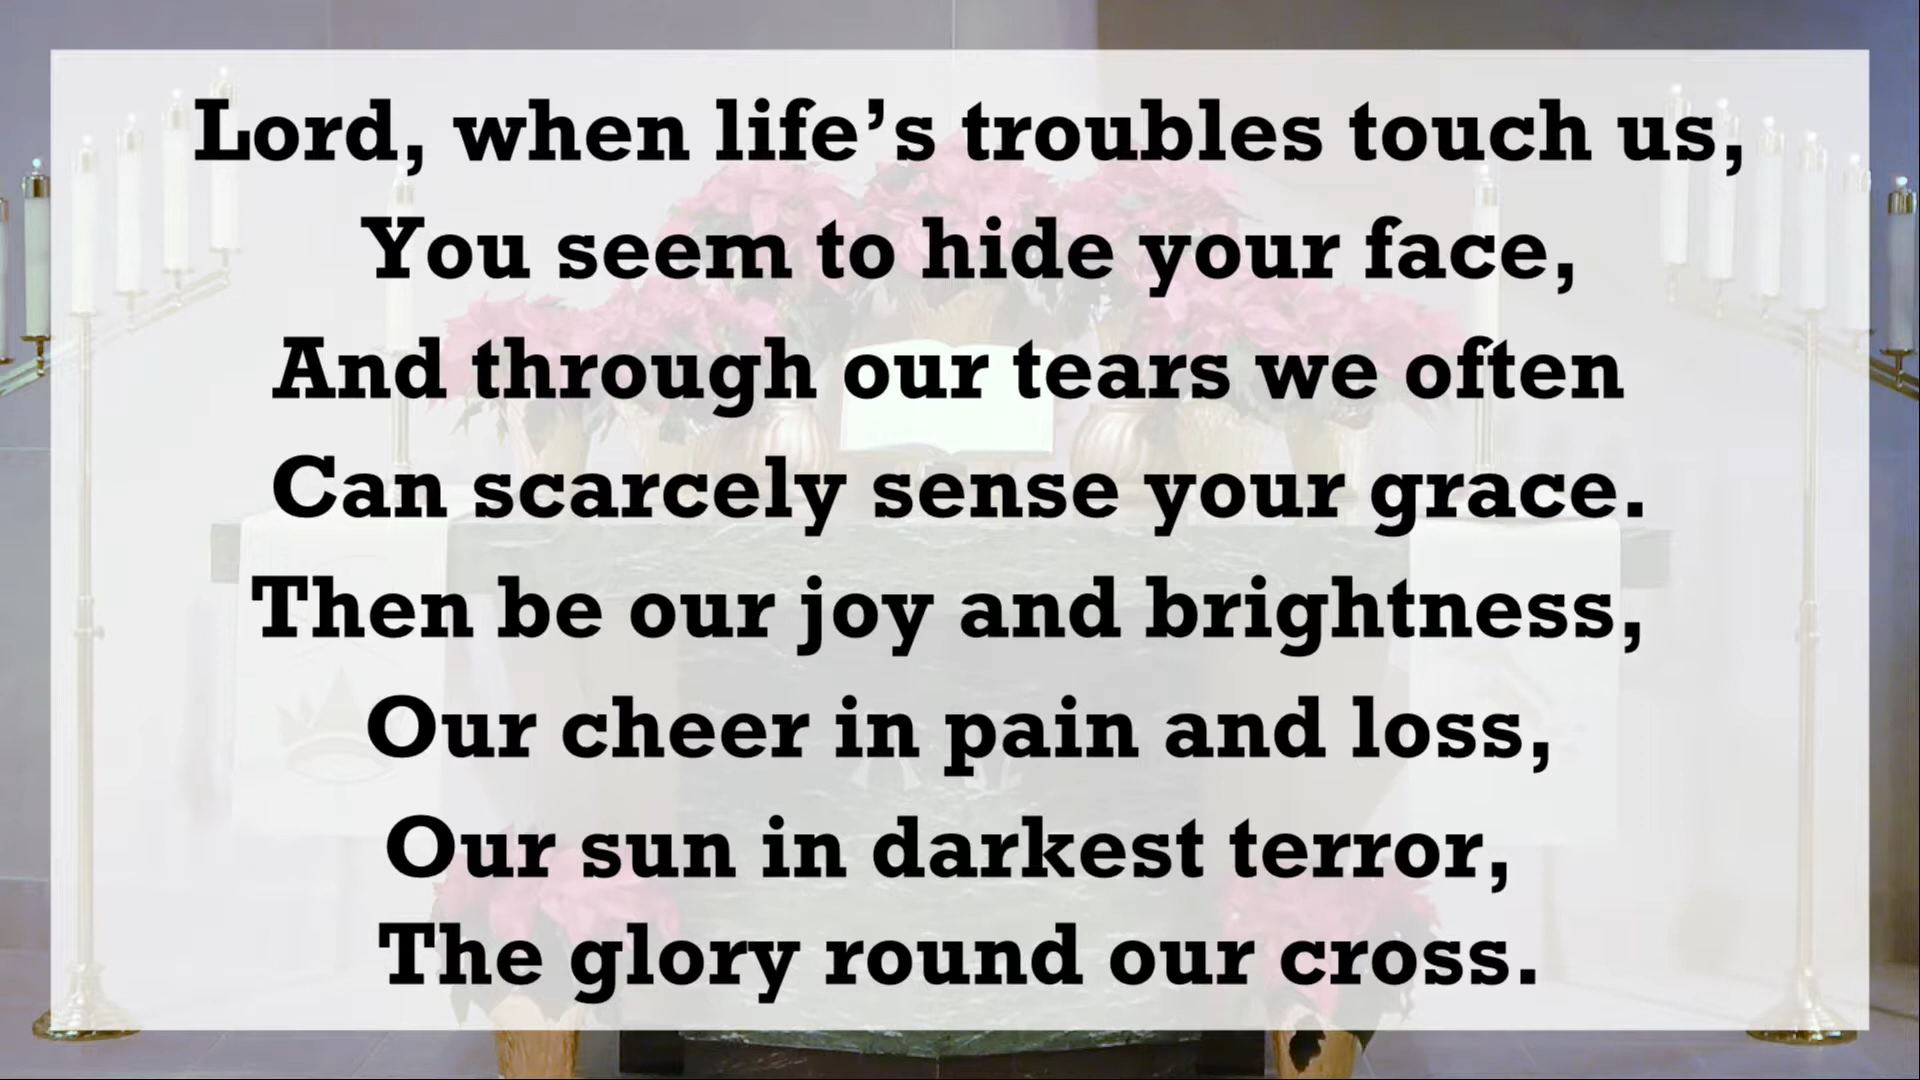 Lord, when life’s troubles touch us,
You seem to hide your face,
And through our tears we often
Can scarcely sense your grace.
Then be our joy and brightness,
Our cheer in pain and loss,
Our sun in darkest terror,
The glory round our cross.